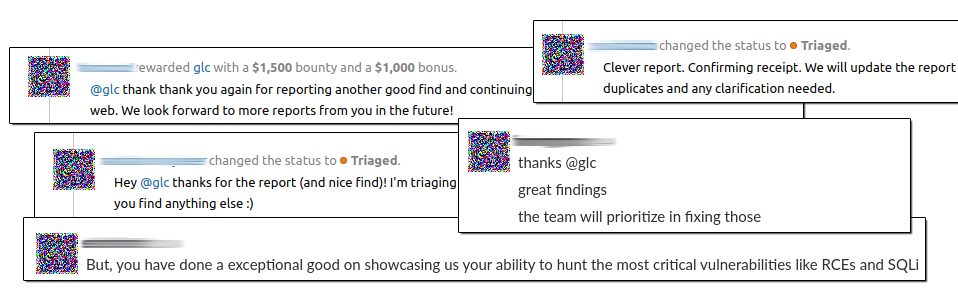 rewarded glc with a $1,500 bounty and a $1,000 bonus.
@glc thank thank you again for reporting another good find and continuing
web. We look forward to more reports from you in the future!
changed the status to Triaged.
Clever report. Confirming receipt. We will update the report
duplicates and any clarification needed.
changed the status to Triaged.
Hey @glc thanks for the report (and nice find)! I'm triaging
you find anything else :)
thanks @glc
great findings
the team will prioritize in fixing those
But, you have done a exceptional good on showcasing us your ability to hunt the most critical vulnerabilities like RCEs and SQLi